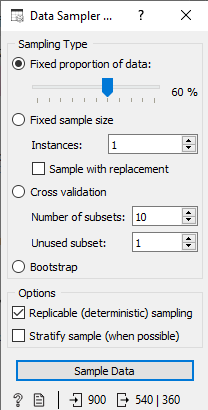 Data Sampler ...
Sampling Type
Fixed proportion of data:
60 %
Fixed sample size
Instances: 1
Sample with replacement
Cross validation
Number of subsets: 10
Unused subset: 1
Bootstrap
Options
Replicable (deterministic) sampling
Stratify sample (when possible)
Sample Data
? 900 540 | 360